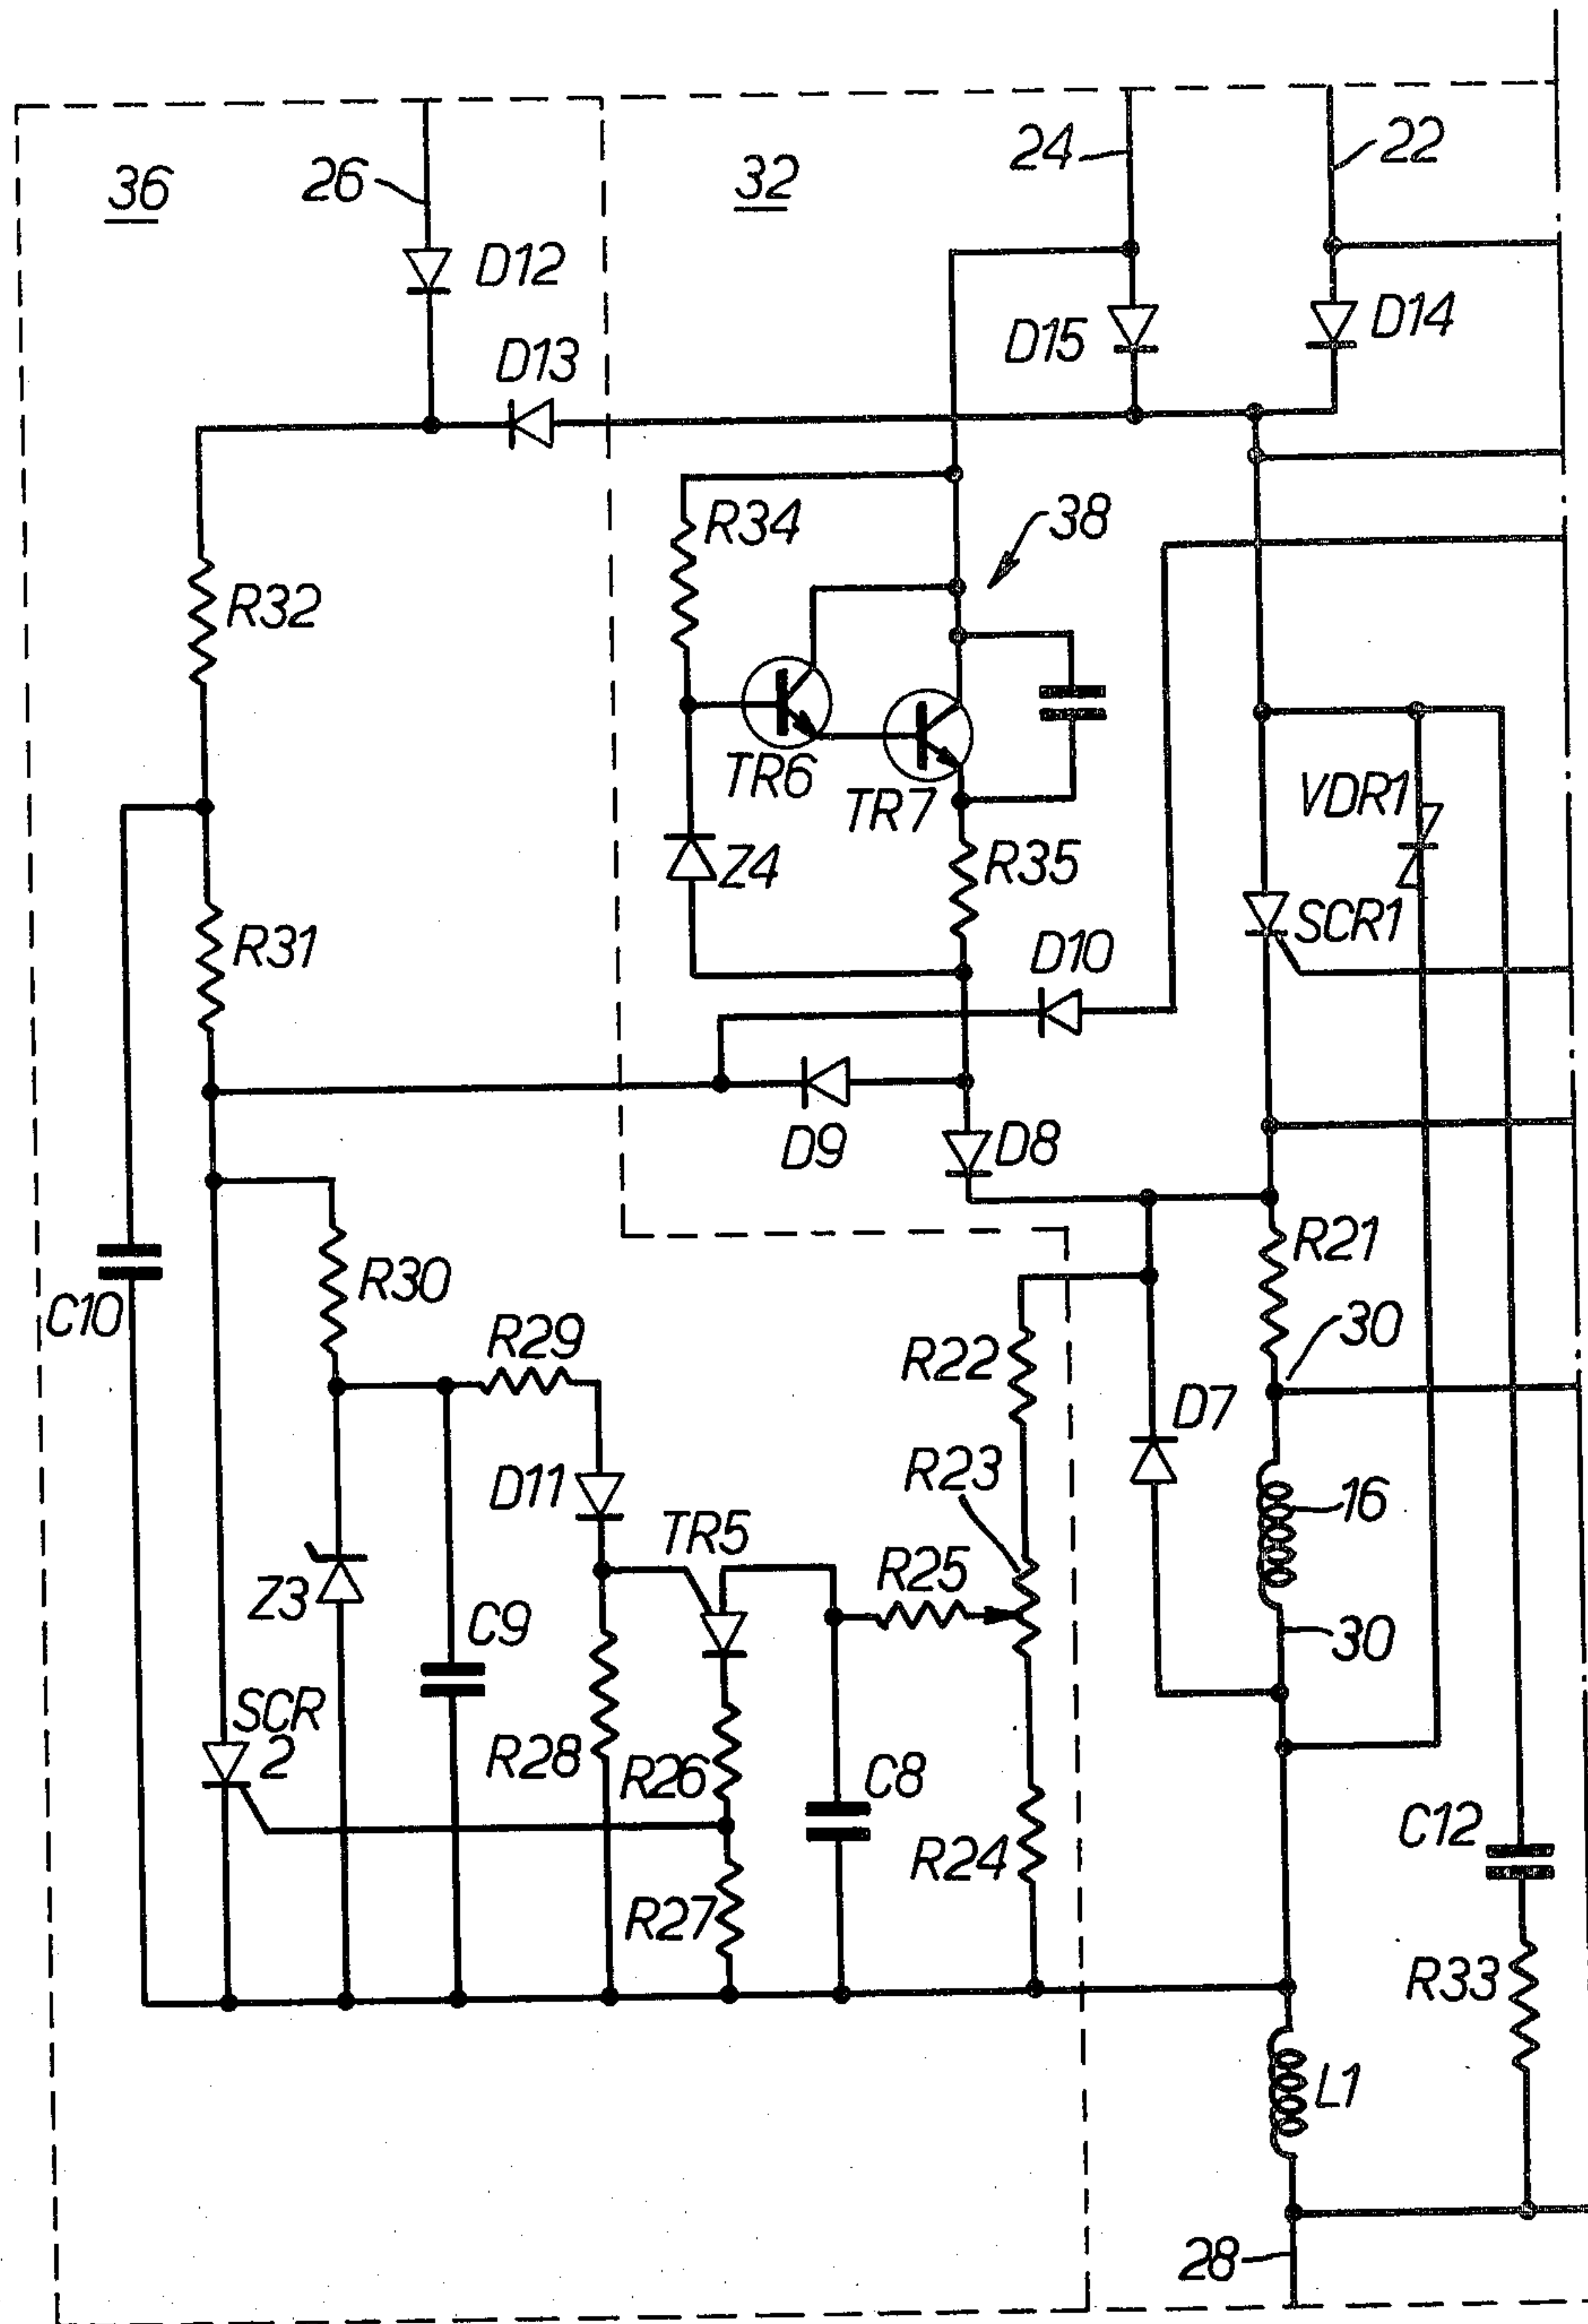 36
26
32
24
22
D12
D15
D14
D13
R34
38
R32
TR6
TR7
VDR1
Z4
R35
SCR1
R31
D10
D9
D8
R21
R30
C10
30
R29
R22
D7
R23
D11
16
TR5
R25
Z3
C9
30
SCR
2
R28
R26
C8
C12
R24
R27
R33
L1
28